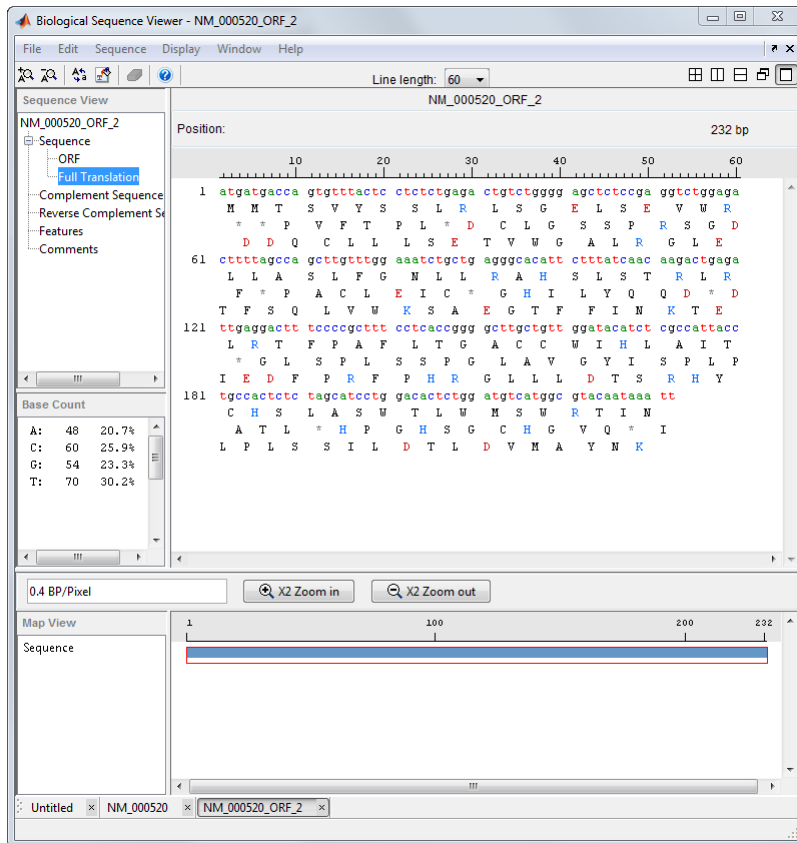 Biological Sequence Viewer - NM_000520_ORF_2
File Edit Sequence Display Window Help
Line length: 60
Sequence View
NM_000520_ORF_2
Sequence
ORF
Full Translation
Complement Sequence
Reverse Complement Se
Features
Comments
NM_000520_ORF_2
Position: 232 bp
10 20 30 40 50 60
1 atgatgacca gtgtttactc ctctctgaga ctgtctgggg agctctccga ggtctggaga
M M T S V Y S S L R L S G E L S E V W R
* * P V F T P L * D C L G S S P R S G D
D D Q C L L L S E T V W G A L R G L E
61 cttttagcca gcttgtttgg aaatctgctg agggcacatt ctttatcaac aagactgaga
L L A S L F G N L L R A H S L S T R L R
F * P A C L E I C * G H I L Y Q Q D * D
T F S Q L V W K S A E G T F F I N K T E
121 ttgaggactt tccccgcttt cctcaccggg gcttgctgtt ggatacatct cgccattacc
L R T F P A F L T G A C C W I H L A I T
* G L S P L S S P G L A V G Y I S P L P
I E D F P R F P H R G L L L D T S R H Y
181 tgccactctc tagcatcctg gacactctgg atgtcatggc gtacaataaa tt
C H S L A S W T L W M S W R T I N
A T L * H P G H S G C H G V Q * I
L P L S S I L D T L D V M A Y N K
Base Count
A: 48 20.7%
C: 60 25.9%
G: 54 23.3%
T: 70 30.2%
0.4 BP/Pixel
X2 Zoom in
X2 Zoom out
Map View
Sequence
1 100 200 232
Untitled × NM_000520 × NM_000520_ORF_2 ×